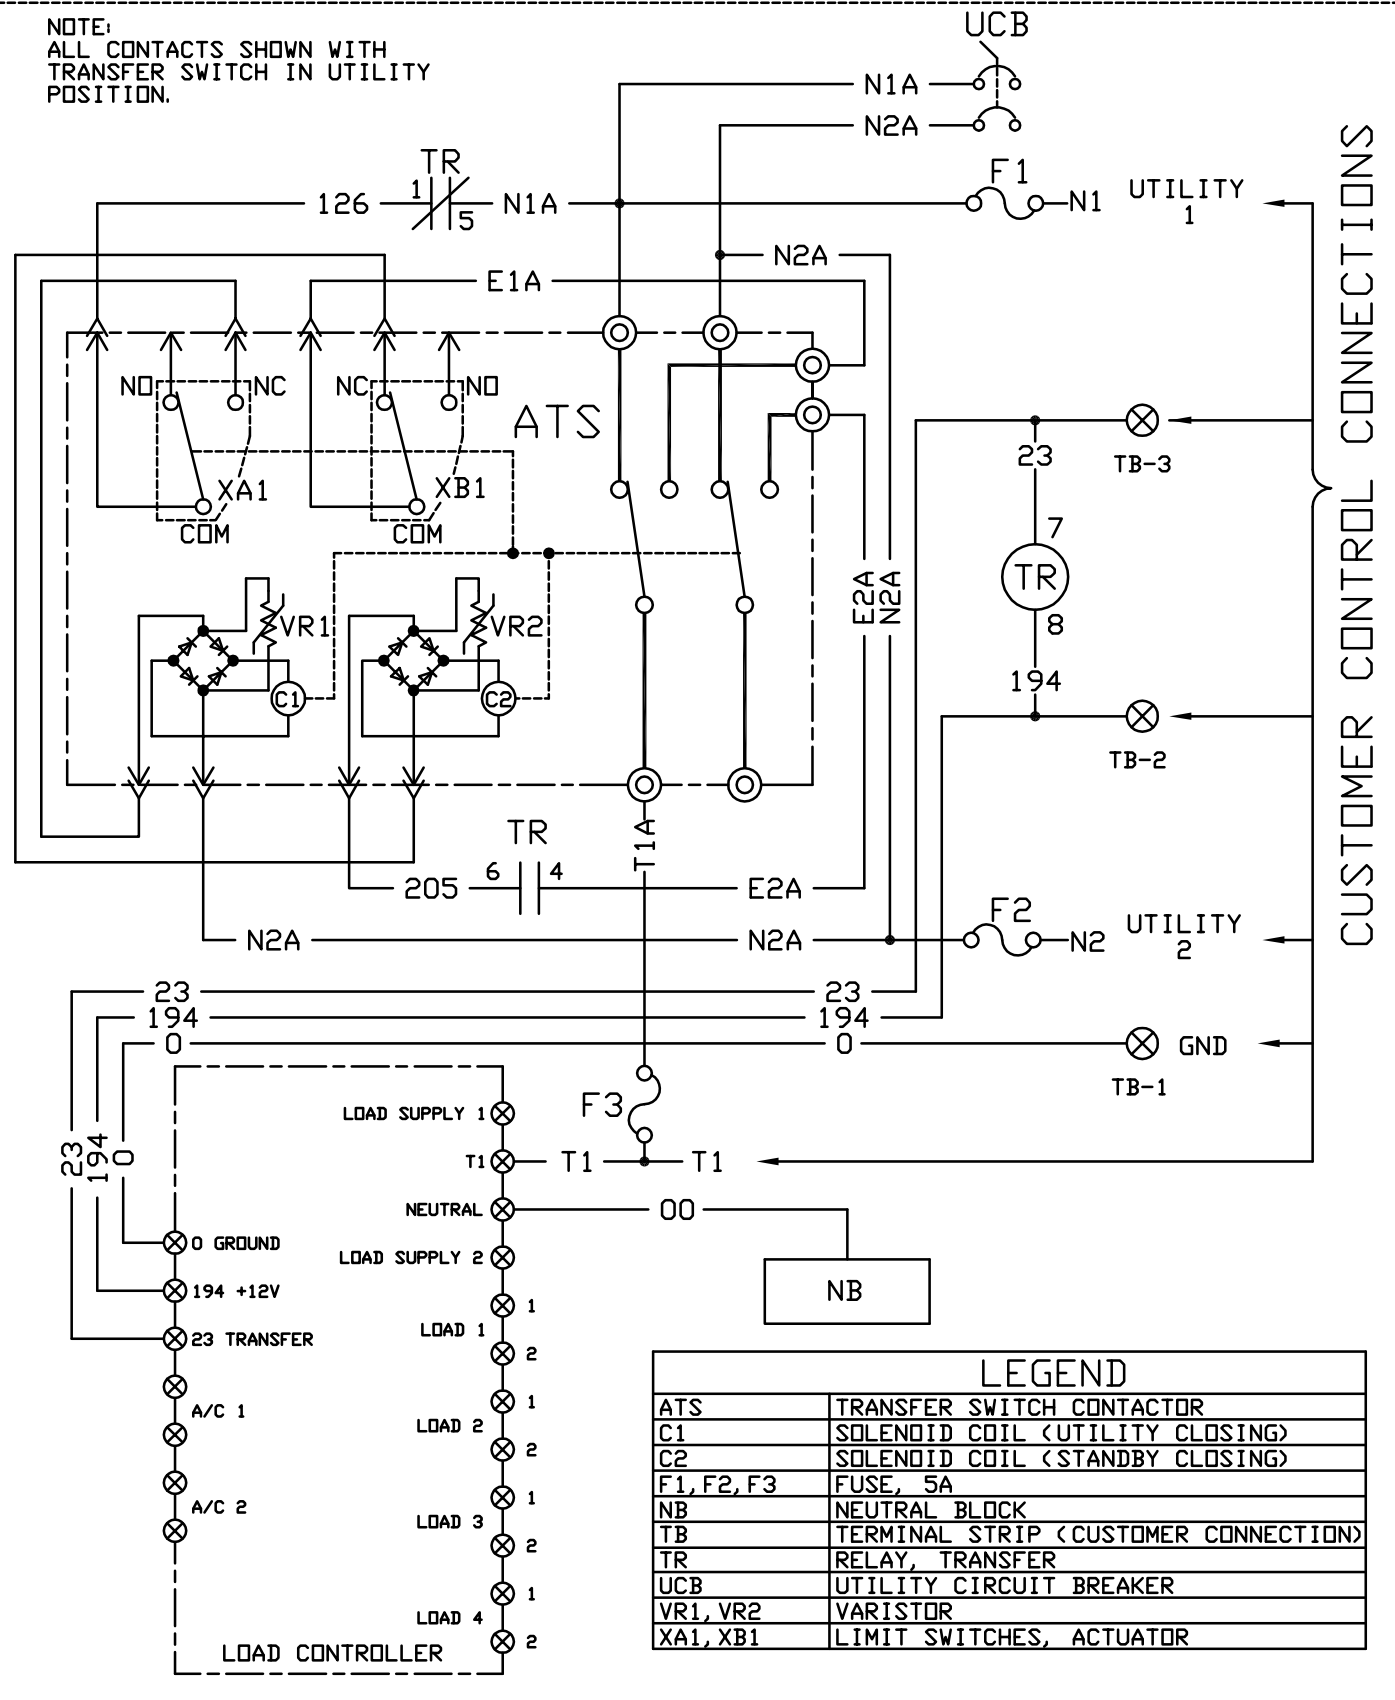 NOTE:
ALL CONTACTS SHOWN WITH
TRANSFER SWITCH IN UTILITY
POSITION.
UCB
N1A
N2A
TR
1
5
126
N1A
F1
N1
UTILITY
1
N2A
E1A
NO
NC
NC
NO
ATS
XA1
COM
XB1
COM
23
TB-3
7
TR
8
194
TB-2
VR1
C1
VR2
C2
E2A
N2A
T1A
TR
6
4
205
E2A
N2A
N2A
F2
N2
UTILITY
2
23
23
194
194
0
0
GND
TB-1
CUSTOMER CONTROL CONNECTIONS
F3
23
194
0
LOAD SUPPLY 1
T1
T1
T1
NEUTRAL
00
LOAD SUPPLY 2
NB
0 GROUND
194 +12V
23 TRANSFER
A/C 1
A/C 2
1
LOAD 1
2
1
LOAD 2
2
1
LOAD 3
2
1
LOAD 4
2
LOAD CONTROLLER
LEGEND
ATS TRANSFER SWITCH CONTACTOR
C1 SOLENOID COIL (UTILITY CLOSING)
C2 SOLENOID COIL (STANDBY CLOSING)
F1, F2, F3 FUSE, 5A
NB NEUTRAL BLOCK
TB TERMINAL STRIP (CUSTOMER CONNECTION)
TR RELAY, TRANSFER
UCB UTILITY CIRCUIT BREAKER
VR1, VR2 VARISTOR
XA1, XB1 LIMIT SWITCHES, ACTUATOR